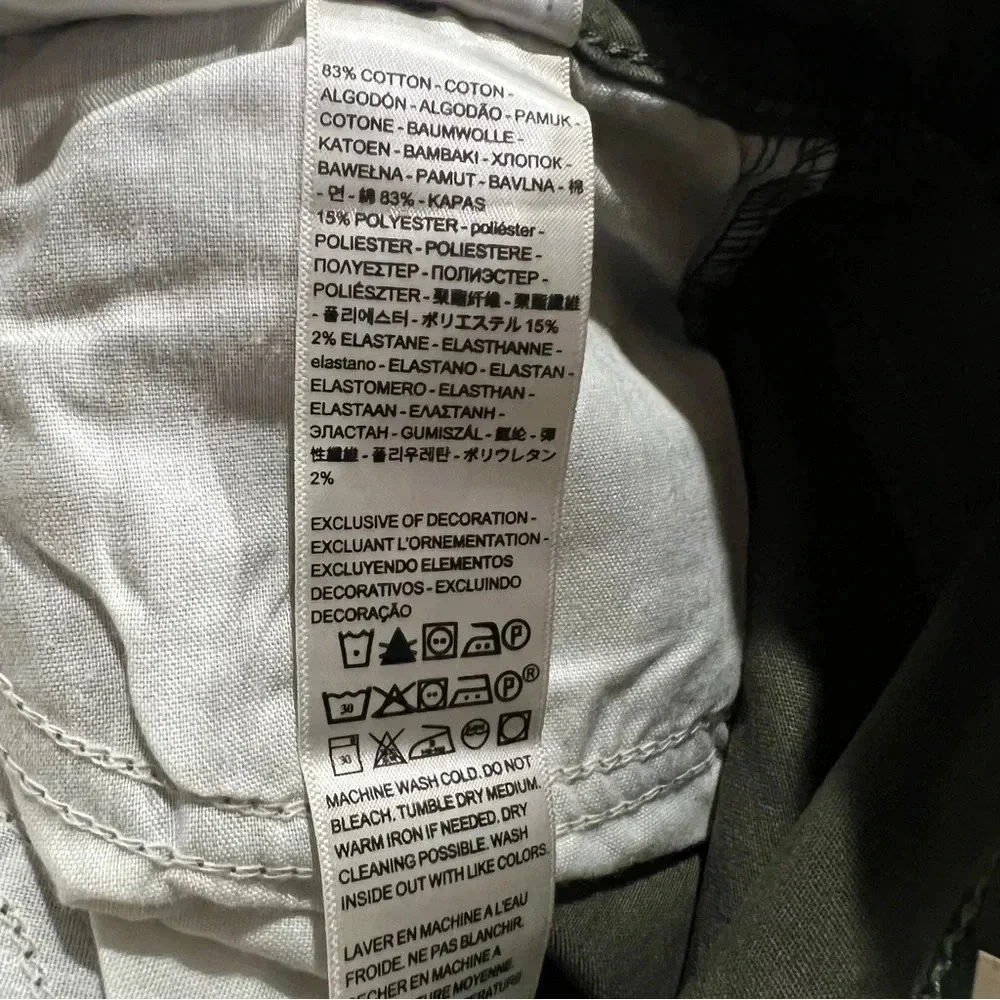 83% COTTON - COTON -
ALGODÓN - ALGODÃO - PAMUK -
COTONE - BAUMWOLLE -
KATOEN - BAMBAKI - ХЛОПОК -
BAWEŁNA - PAMUT - BAVLNA - 棉
- 면 - 綿 83% - KAPAS
15% POLYESTER - poliéster -
POLIESTER - POLIESTERE -
ΠΟΛΥΕΣΤΕΡ - ПОЛИЭСТЕР -
POLIÉSZTER - 聚酯纤维 - 聚酯纖維
- 폴리에스터 - ポリエステル 15%
2% ELASTANE - ELASTHANNE -
elastano - ELASTANO - ELASTAN -
ELASTOMERO - ELASTHAN -
ELASTAAN - ΕΛΑΣΤΑΝΗ -
ЭЛАСТАН - GUMISZÁL - 氨纶 - 彈
性纖維 - 폴리우레탄 - ポリウレタン
2%
EXCLUSIVE OF DECORATION -
EXCLUANT L'ORNEMENTATION -
EXCLUYENDO ELEMENTOS
DECORATIVOS - EXCLUINDO
DECORAÇÃO
P
30 P®
30
MACHINE WASH COLD. DO NOT
BLEACH. TUMBLE DRY MEDIUM.
WARM IRON IF NEEDED. DRY
CLEANING POSSIBLE. WASH
INSIDE OUT WITH LIKE COLORS.
LAVER EN MACHINE A L'EAU
FROIDE. NE PAS BLANCHIR.
SECHER EN MACHINE A
MOYENNE.